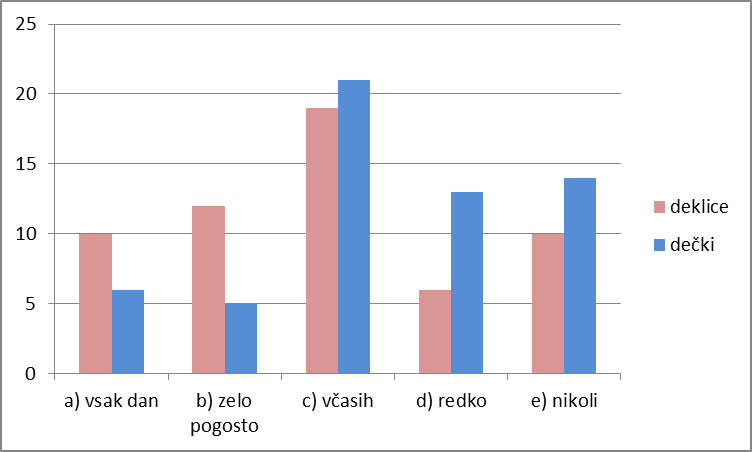 25
20
15
10
5
0
a) vsak dan
b) zelo
pogosto
c) včasih
d) redko
e) nikoli
deklice
dečki